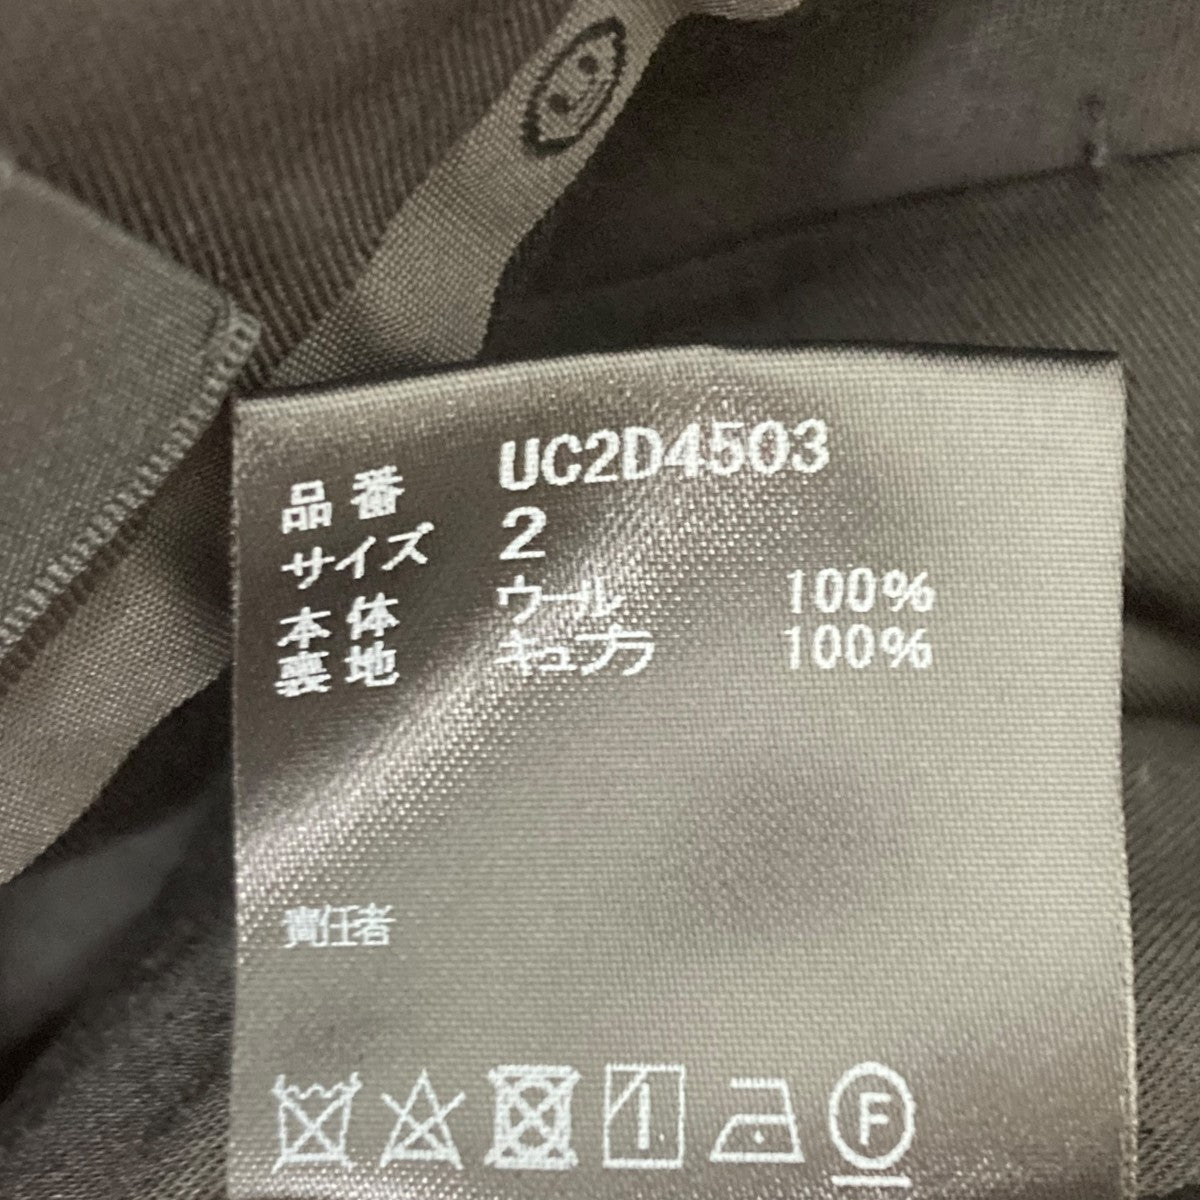 品番 UC2D4503
サイズ 2
本体 ウール 100%
裏地 キュプラ 100%
責任者
F